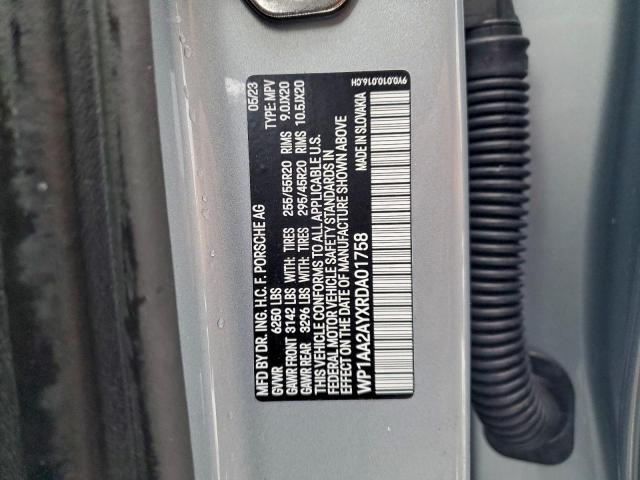 MFD BY DR. ING. H.C. F. PORSCHE AG 05/23
GVWR 6250 LBS TYPE: MPV
GAWR FRONT 3142 LBS WITH: TIRES 255/55R20 RIMS 9.0JX20
GAWR REAR 3296 LBS WITH: TIRES 295/45R20 RIMS 10.5JX20
THIS VEHICLE CONFORMS TO ALL APPLICABLE U.S.
FEDERAL MOTOR VEHICLE SAFETY STANDARDS IN
EFFECT ON THE DATE OF MANUFACTURE SHOWN ABOVE
WP1AA2AYXRDA01758 MADE IN SLOVAKIA
9Y0.010.016.CH